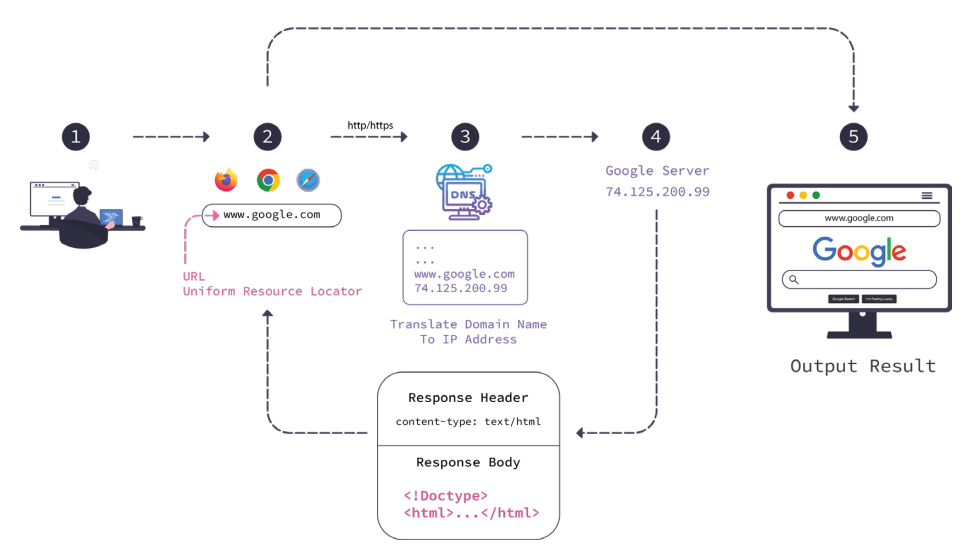 1
2
http/https
3
4
5
www.google.com
URL
Uniform Resource Locator
DNS
...
...
www.google.com
74.125.200.99
Translate Domain Name
To IP Address
Google Server
74.125.200.99
www.google.com
Google
Google Search
I'm Feeling Lucky
Output Result
Response Header
content-type: text/html
Response Body
<!Doctype>
<html>...</html>